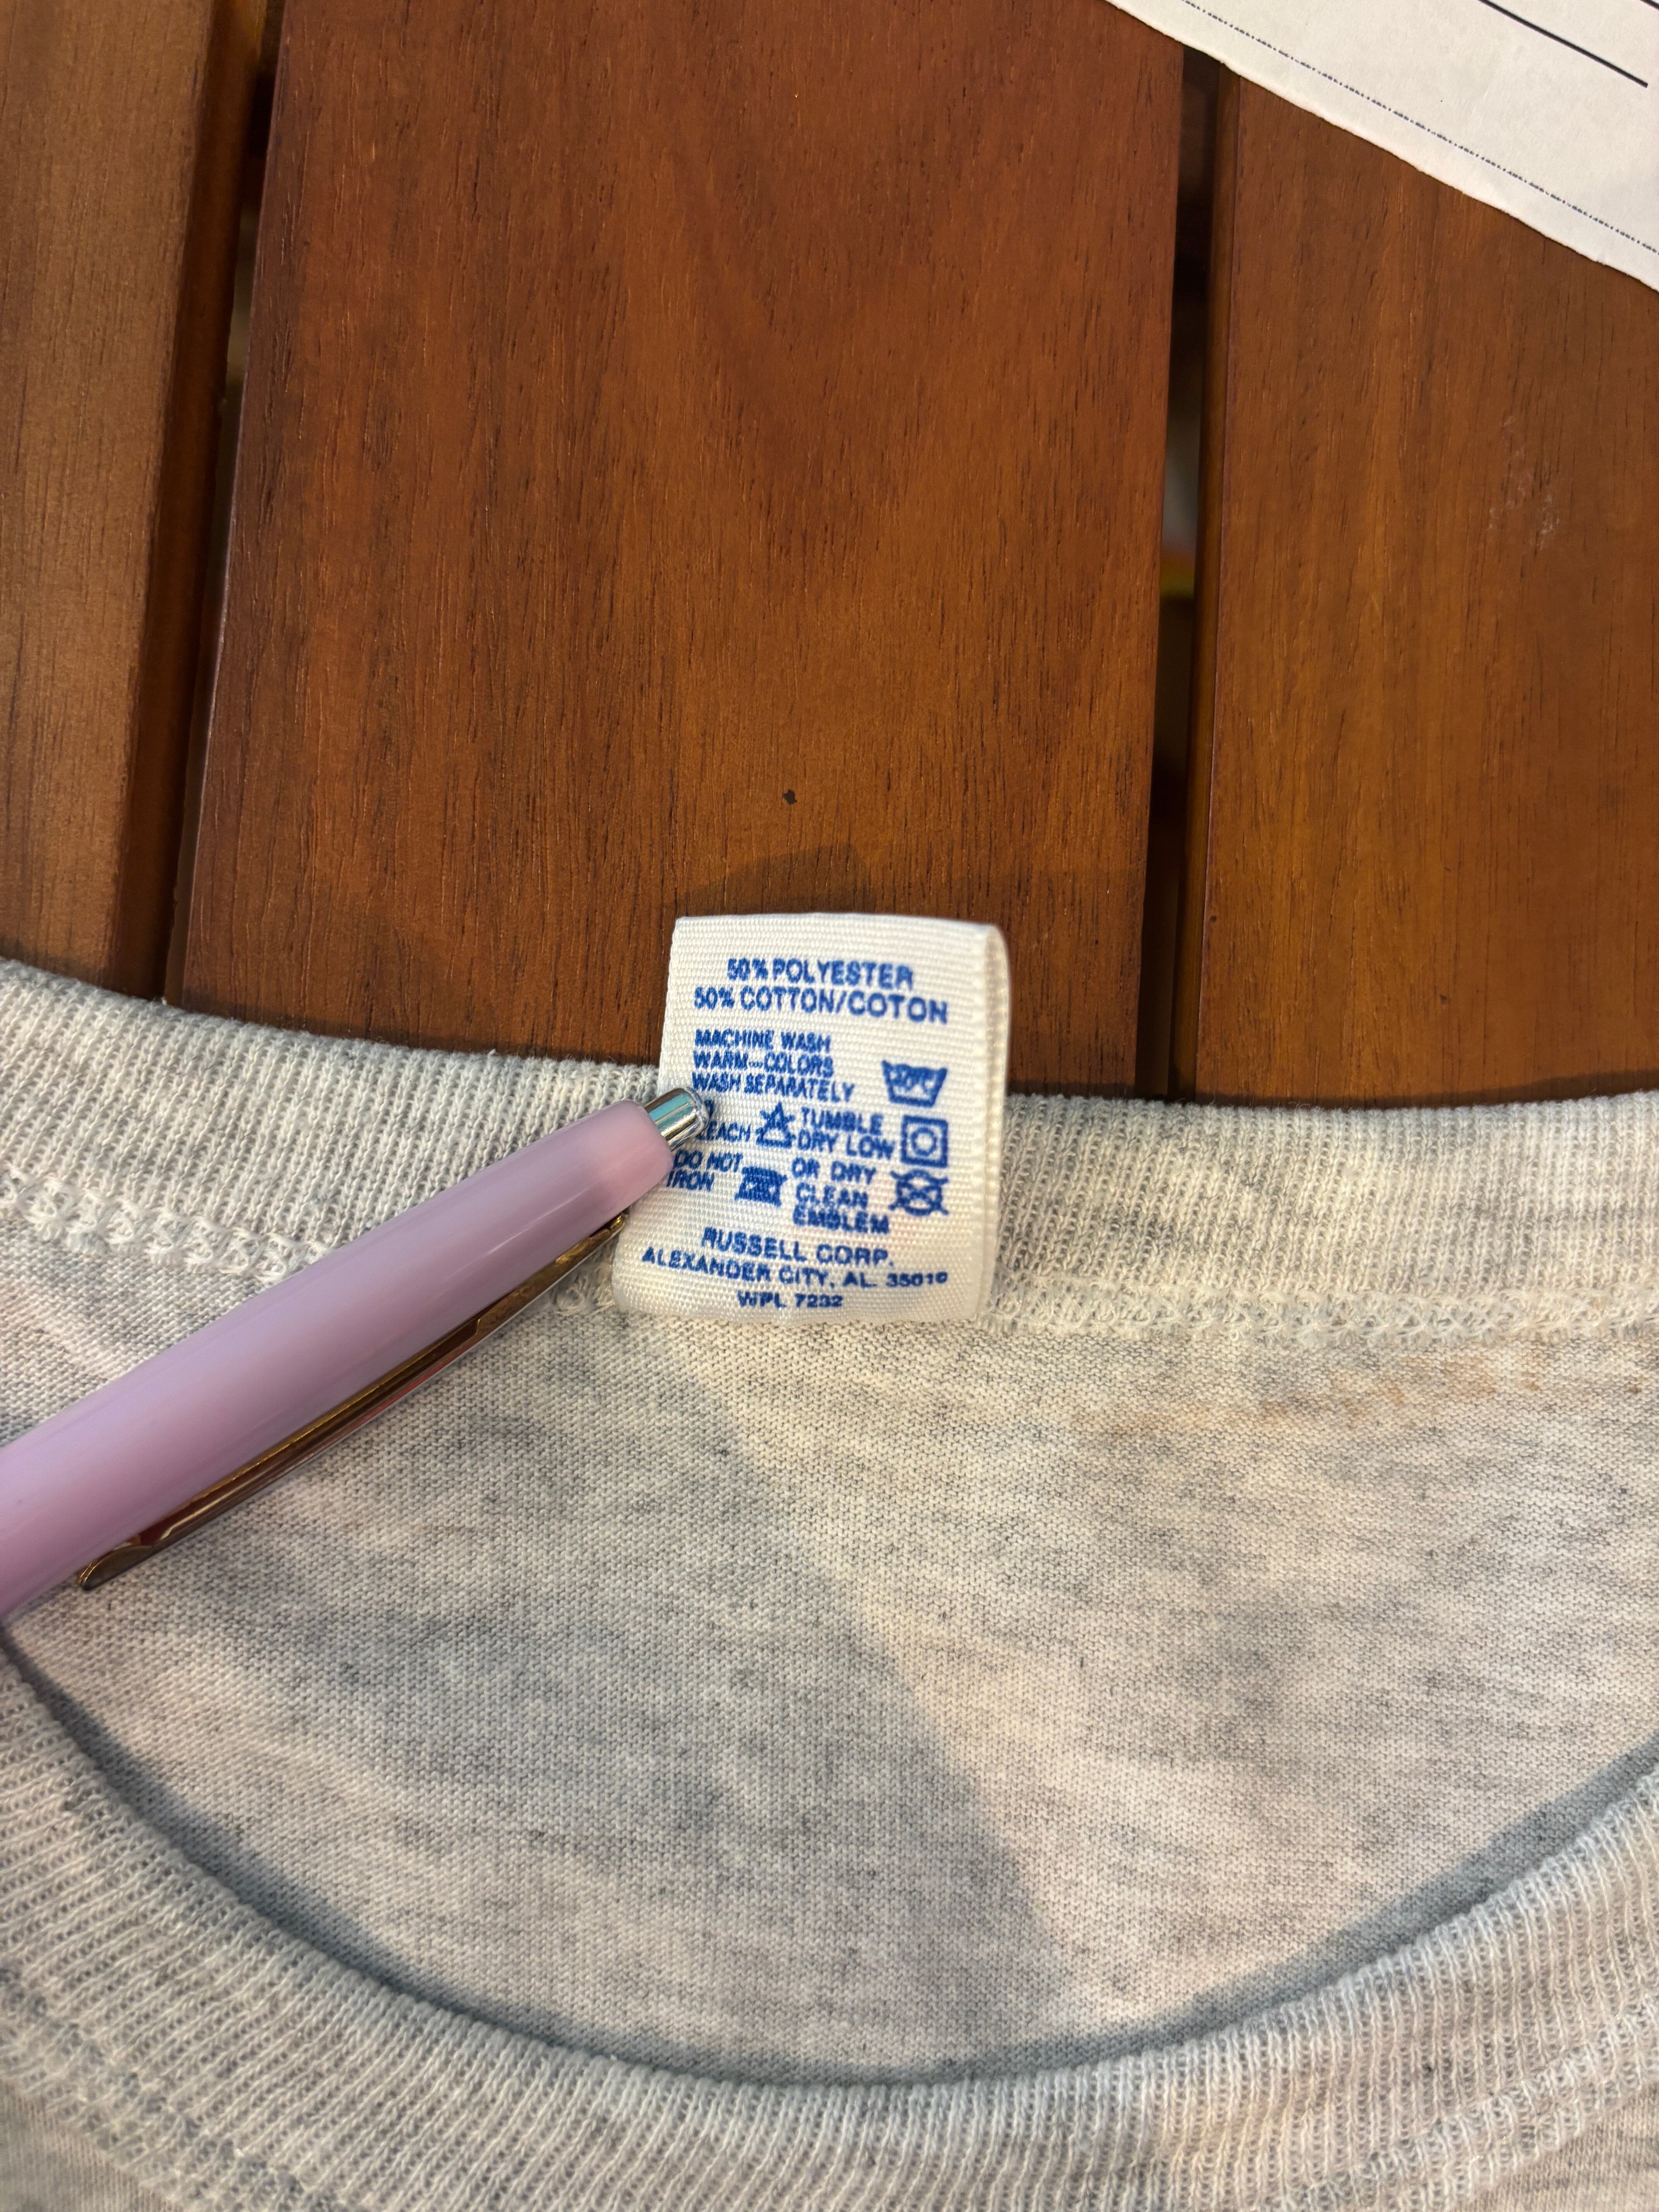 50% POLYESTER
50% COTTON/COTON
MACHINE WASH
WARM-COLORS
WASH SEPARATELY
TUMBLE
DRY LOW
DO NOT
IRON
OR DRY
CLEAN
EMBLEM
RUSSELL CORP.
ALEXANDER CITY, AL. 35010
WPL 7232